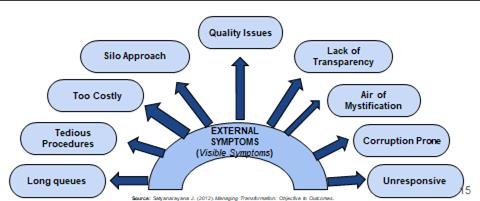 Quality Issues
Silo Approach
Lack of
Transparency
Too Costly
Air of
Mystification
EXTERNAL
SYMPTOMS
(Visible Symptoms)
Tedious
Procedures
Corruption Prone
Long queues
Unresponsive
15
Source: Satyanarayana J. (2012). Managing Transformation: Objective to Outcomes.